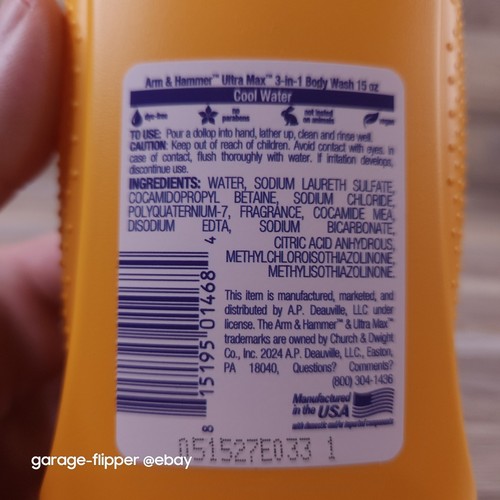 Arm & Hammer™ Ultra Max™ 3-in-1 Body Wash 15 oz
Cool Water
dye-free
no parabens
not tested on animals
vegan
TO USE: Pour a dollop into hand, lather up, clean and rinse well.
CAUTION: Keep out of reach of children. Avoid contact with eyes. In
case of contact, flush thoroughly with water. If irritation develops,
discontinue use.
INGREDIENTS: WATER, SODIUM LAURETH SULFATE,
COCAMIDOPROPYL BETAINE, SODIUM CHLORIDE,
POLYQUATERNIUM-7, FRAGRANCE, COCAMIDE MEA,
DISODIUM EDTA, SODIUM BICARBONATE,
CITRIC ACID ANHYDROUS,
METHYLCHLOROISOTHIAZOLINONE,
METHYLISOTHIAZOLINONE.
8 15195 01468 4
This item is manufactured, marketed, and
distributed by A.P. Deauville, LLC under
license. The Arm & Hammer™ & Ultra Max™
trademarks are owned by Church & Dwight
Co., Inc. 2024 A.P. Deauville, LLC., Easton,
PA 18040, Questions? Comments?
(800) 304-1436
Manufactured
in the USA
with domestic and/or imported components
051527E033 1
garage-flipper @ebay